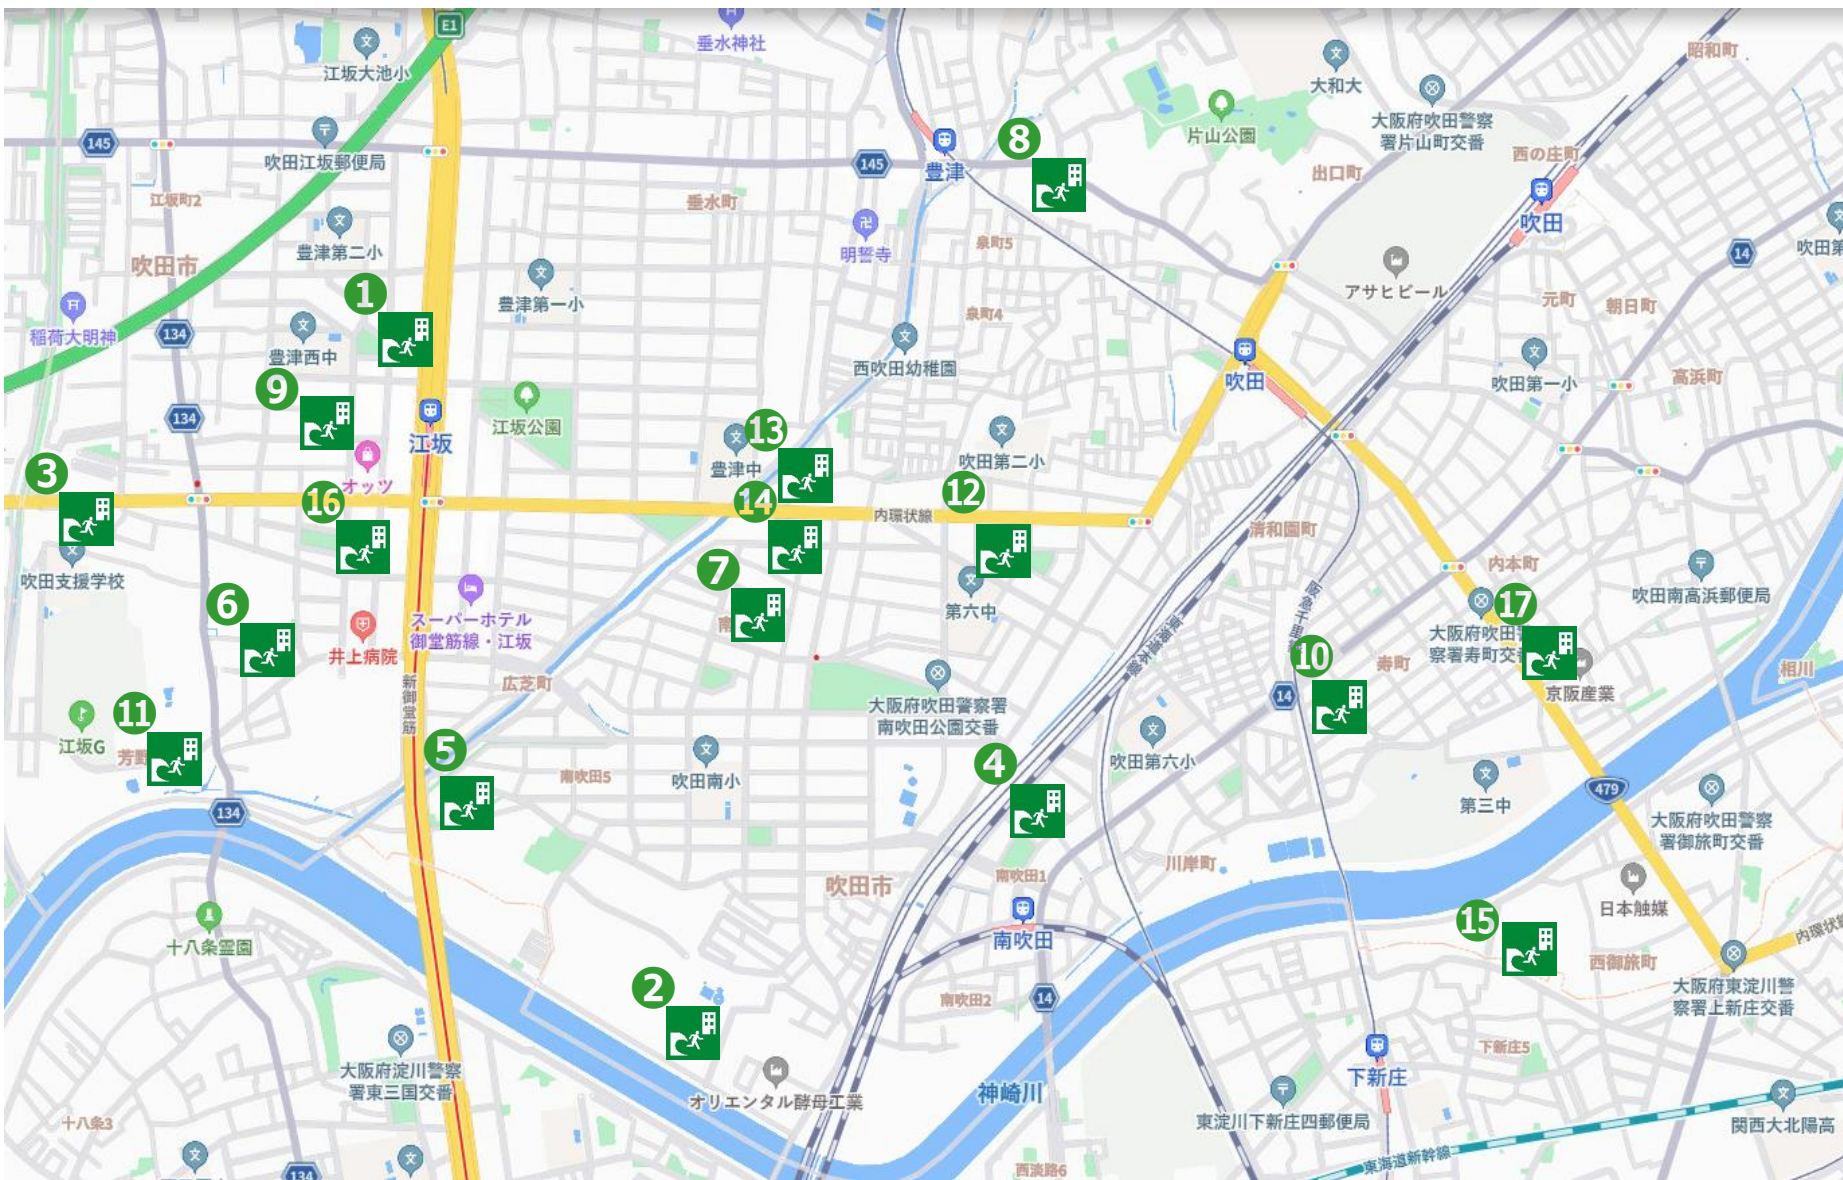 E1
垂水神社
昭和町
江坂大池小
大和大
大阪府吹田警察
署片山町交番
片山公園
145
吹田江坂郵便局
8
145
豊津
西の庄町
出口町
江坂町2
垂水町
吹田
豊津第二小
明誓寺
泉町5
14
吹田市
アサヒビール
1
豊津第一小
元町
朝日町
稲荷大明神
134
豊津西中
泉町4
西吹田幼稚園
吹田
吹田第一小
高浜町
9
134
江坂
江坂公園
13
豊津中
吹田第二小
3
オッツ
16
14
12
内環状線
清和園町
吹田支援学校
7
第六中
内本町
吹田南高浜郵便局
6
スーパーホテル
御堂筋線・江坂
井上病院
阪急千里
東海道本線
17
大阪府吹田
察署寿町交
10
寿町
相川
新御堂筋
広芝町
大阪府吹田警察署
南吹田公園交番
14
京阪産業
11
江坂G
芳野
5
吹田南小
南吹田5
4
吹田第六小
第三中
479
134
大阪府吹田警察
署御旅町交番
吹田市
南吹田1
川岸町
日本触媒
十八条霊園
南吹田
15
西御旅町
内環状線
2
南吹田2
14
大阪府東淀川警
察署上新庄交番
大阪府淀川警察
署東三国交番
オリエンタル酵母工業
神崎川
下新庄
下新庄5
十八条3
東淀川下新庄四郵便局
関西大北陽高
134
西淡路6
東海道新幹線